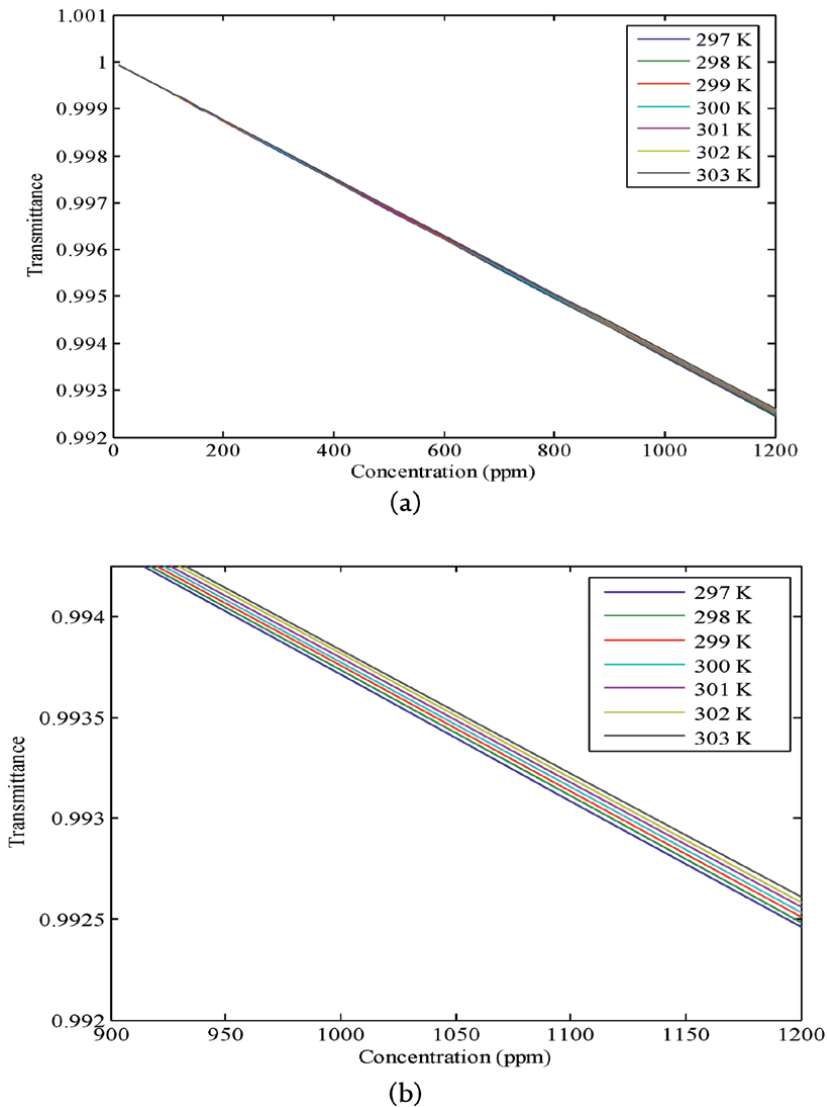 1.001
1
0.999
0.998
0.997
0.996
0.995
0.994
0.993
0.992
Transmittance
297 K
298 K
299 K
300 K
301 K
302 K
303 K
0 200 400 600 800 1000 1200
Concentration (ppm)
(a)
0.994
0.9935
0.993
0.9925
0.992
Transmittance
297 K
298 K
299 K
300 K
301 K
302 K
303 K
900 950 1000 1050 1100 1150 1200
Concentration (ppm)
(b)